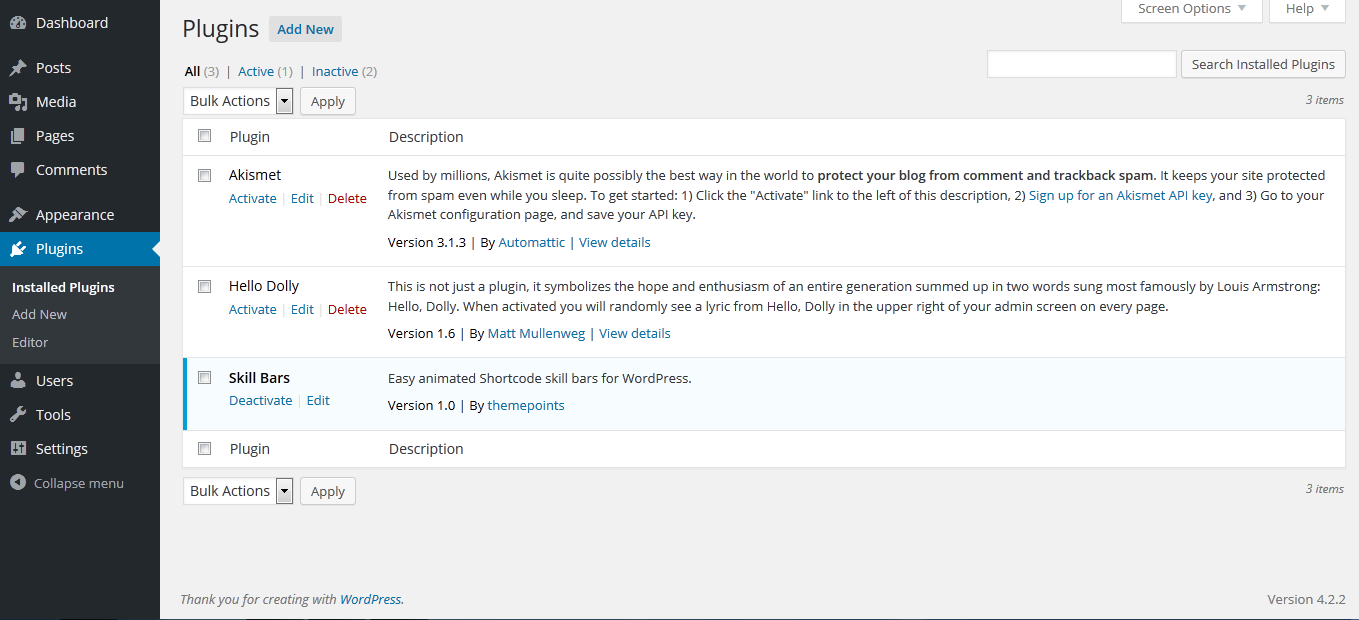 Dashboard
Posts
Media
Pages
Comments
Appearance
Plugins
Installed Plugins
Add New
Editor
Users
Tools
Settings
Collapse menu
Screen Options
Help
Plugins Add New
All (3) | Active (1) | Inactive (2)
Search Installed Plugins
Bulk Actions Apply
3 items
Plugin Description
Akismet
Activate | Edit | Delete
Used by millions, Akismet is quite possibly the best way in the world to protect your blog from comment and trackback spam. It keeps your site protected
from spam even while you sleep. To get started: 1) Click the "Activate" link to the left of this description, 2) Sign up for an Akismet API key, and 3) Go to your
Akismet configuration page, and save your API key.
Version 3.1.3 | By Automattic | View details
Hello Dolly
Activate | Edit | Delete
This is not just a plugin, it symbolizes the hope and enthusiasm of an entire generation summed up in two words sung most famously by Louis Armstrong:
Hello, Dolly. When activated you will randomly see a lyric from Hello, Dolly in the upper right of your admin screen on every page.
Version 1.6 | By Matt Mullenweg | View details
Skill Bars
Deactivate | Edit
Easy animated Shortcode skill bars for WordPress.
Version 1.0 | By themepoints
Plugin Description
Bulk Actions Apply
3 items
Thank you for creating with WordPress.
Version 4.2.2